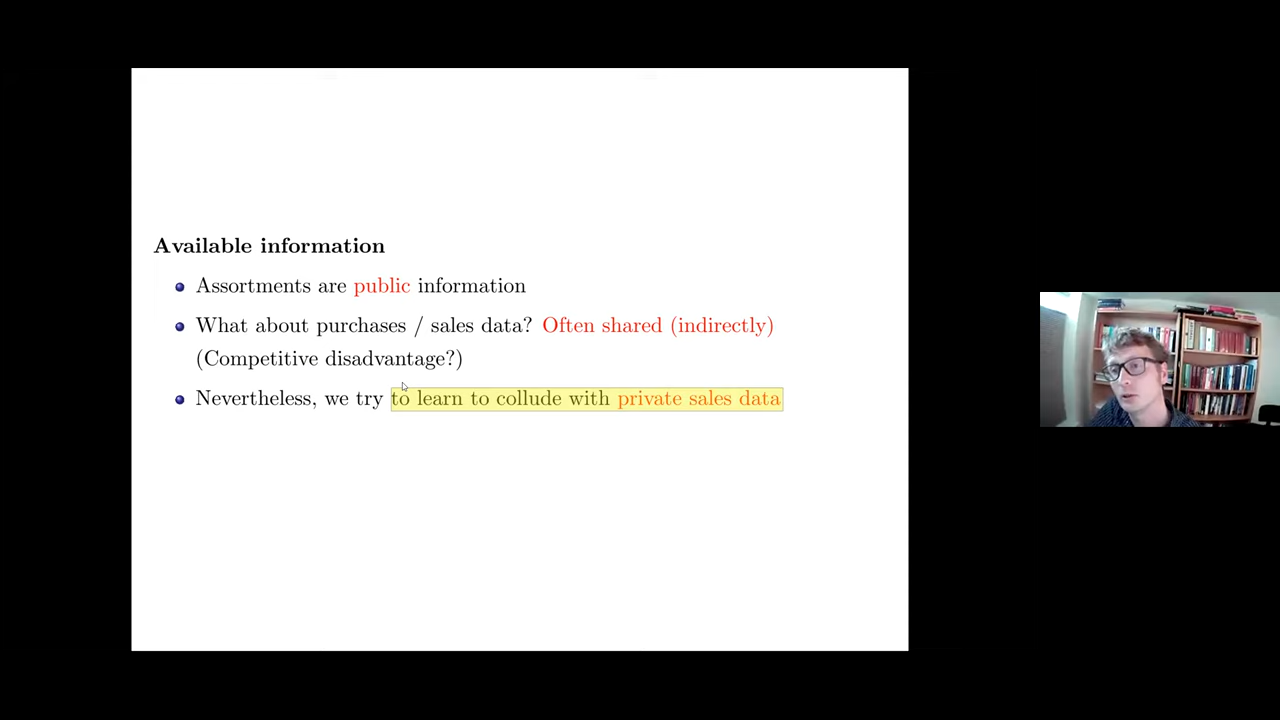 Available information
Assortments are public information
What about purchases / sales data? Often shared (indirectly)
(Competitive disadvantage?)
Nevertheless, we try to learn to collude with private sales data